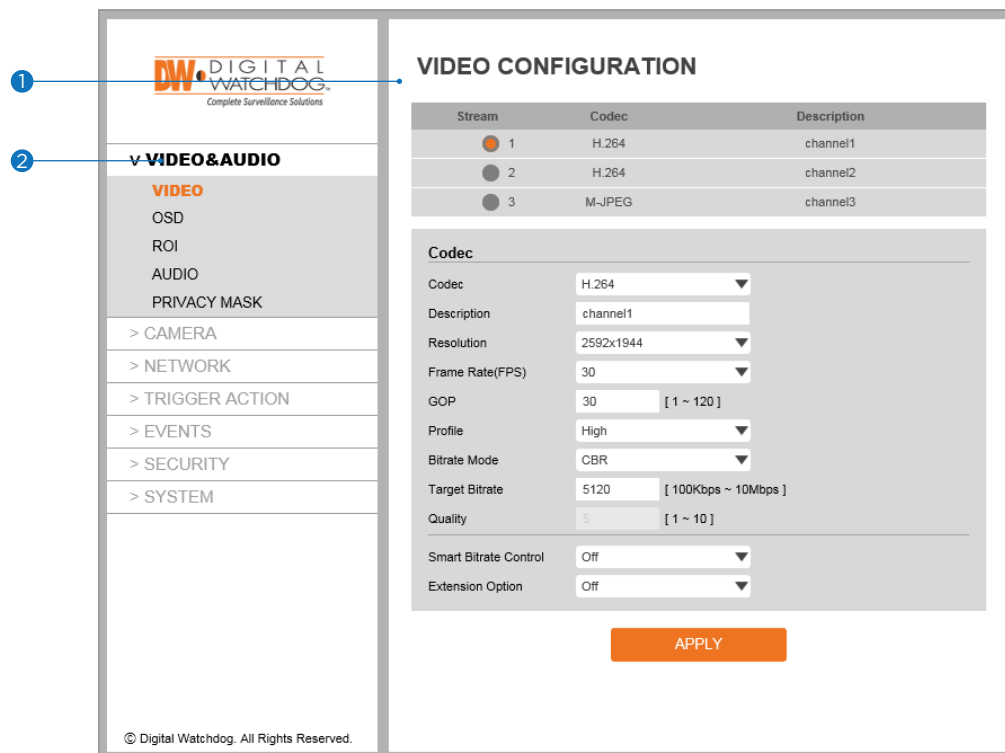 1
2
DW DIGITAL
WATCHDOG™
Complete Surveillance Solutions
v VIDEO&AUDIO
VIDEO
OSD
ROI
AUDIO
PRIVACY MASK
> CAMERA
> NETWORK
> TRIGGER ACTION
> EVENTS
> SECURITY
> SYSTEM
© Digital Watchdog. All Rights Reserved.
VIDEO CONFIGURATION
Stream Codec Description
1 H.264 channel1
2 H.264 channel2
3 M-JPEG channel3
Codec
Codec H.264
Description channel1
Resolution 2592x1944
Frame Rate(FPS) 30
GOP 30 [ 1 ~ 120 ]
Profile High
Bitrate Mode CBR
Target Bitrate 5120 [ 100Kbps ~ 10Mbps ]
Quality 5 [ 1 ~ 10 ]
Smart Bitrate Control Off
Extension Option Off
APPLY